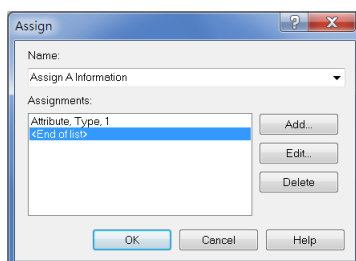 Assign
Name:
Assign A Information
Assignments:
Attribute, Type, 1
<End of list>
Add...
Edit...
Delete
OK
Cancel
Help